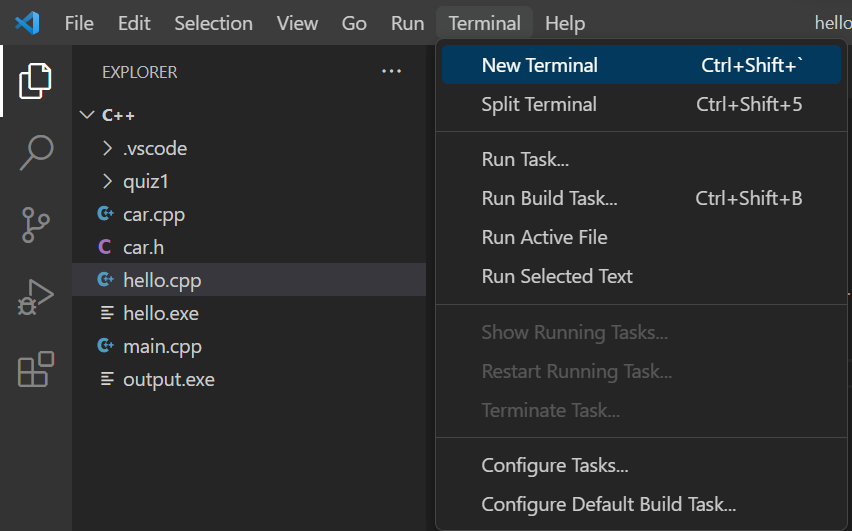 File Edit Selection View Go Run Terminal Help hello
EXPLORER ...
C++
.vscode
quiz1
car.cpp
C car.h
hello.cpp
hello.exe
main.cpp
output.exe
New Terminal Ctrl+Shift+`
Split Terminal Ctrl+Shift+5
Run Task...
Run Build Task... Ctrl+Shift+B
Run Active File
Run Selected Text
Show Running Tasks...
Restart Running Task...
Terminate Task...
Configure Tasks...
Configure Default Build Task...